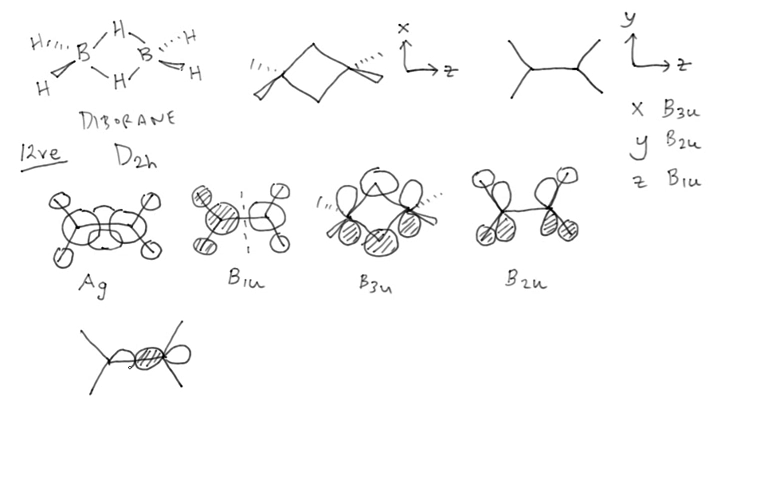 H H H
B B
H H H
DIBORANE
12ve D2h
x
z
y
z
x B3u
y B2u
z B1u
Ag B1u B3u B2u